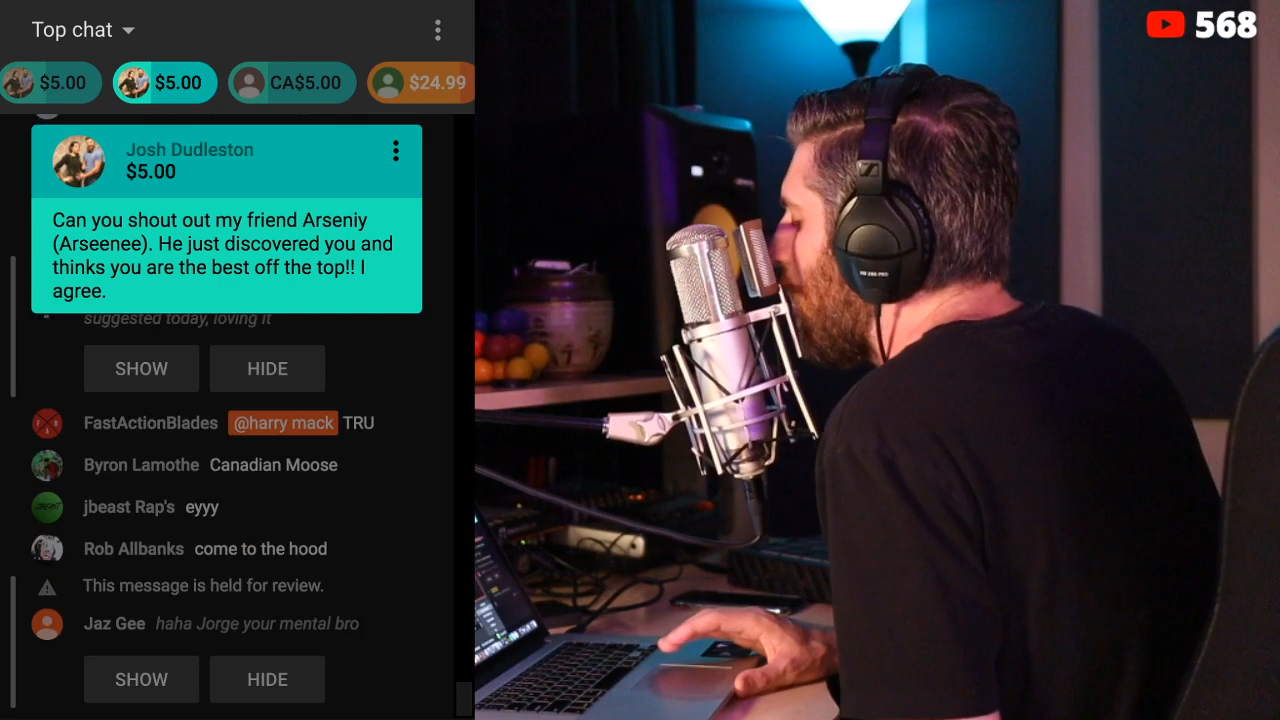 Top chat
568
$5.00
$5.00
CA$5.00
$24.99
Josh Dudleston
$5.00
Can you shout out my friend Arseniy
(Arseenee). He just discovered you and
thinks you are the best off the top!! I
agree.
suggested today, loving it
SHOW
HIDE
FastActionBlades @harry mack TRU
Byron Lamothe Canadian Moose
jbeast Rap's eyyy
Rob Allbanks come to the hood
This message is held for review.
Jaz Gee haha Jorge your mental bro
SHOW
HIDE